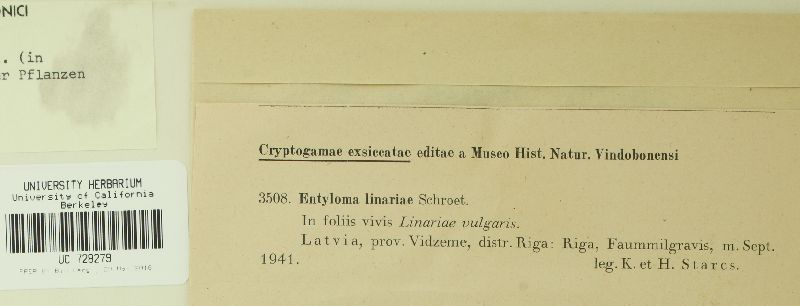 ONICI
. (in
r Pflanzen
UNIVERSITY HERBARIUM
University of California
Berkeley
UC 729279
Cryptogamae exsiccatae editae a Museo Hist. Natur. Vindobonensi
3508. Entyloma linariae Schroet.
In foliis vivis Linariae vulgaris.
Latvia, prov. Vidzeme, distr. Riga: Riga, Faummilgravis, m. Sept.
1941. leg. K. et H. Starcs.